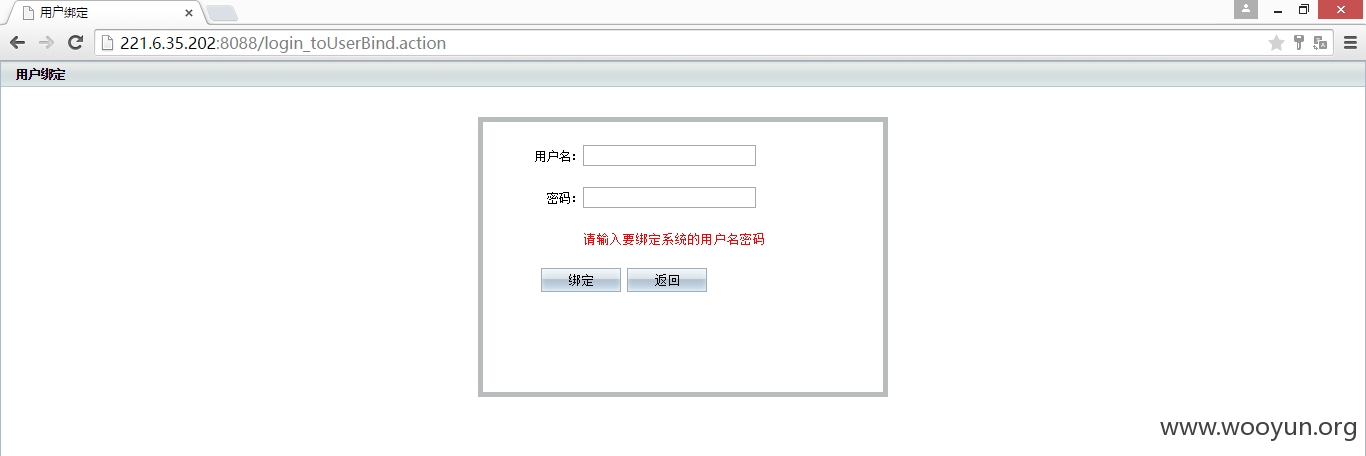 用户绑定
221.6.35.202:8088/login_toUserBind.action
用户绑定
用户名：
密码：
请输入要绑定系统的用户名密码
绑定 返回
www.wooyun.org